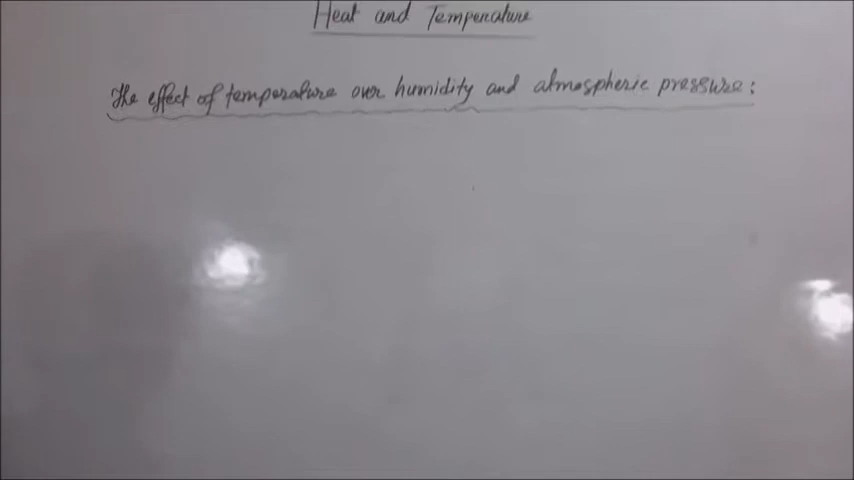 Heat and Temperature
The effect of temperature over humidity and atmospheric pressure: